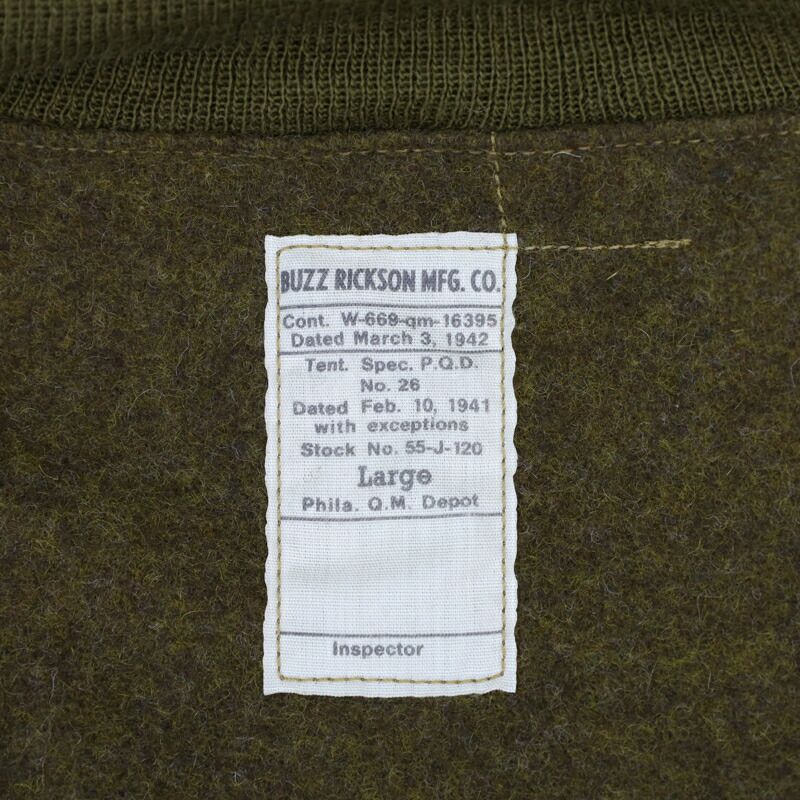 BUZZ RICKSON MFG. CO.
Cont. W-669-qm-16395
Dated March 3, 1942
Tent. Spec. P.Q.D.
No. 26
Dated Feb. 10, 1941
with exceptions
Stock No. 55-J-120
Large
Phila. Q.M. Depot
Inspector